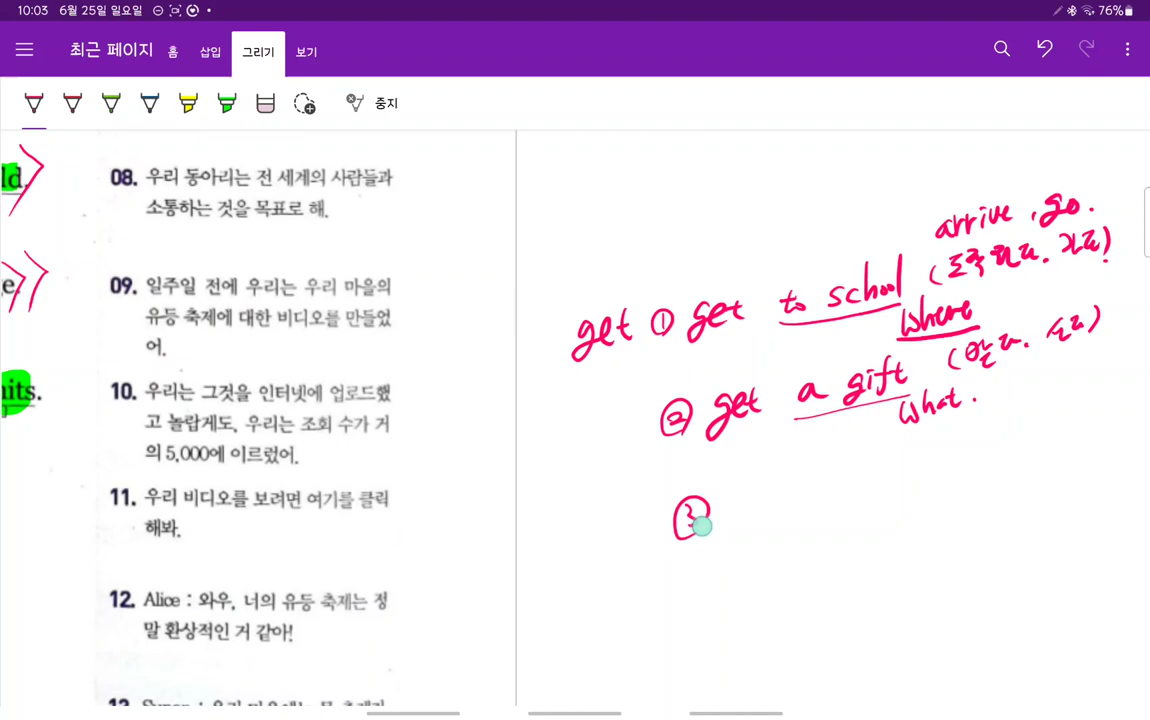 10:03 6월 25일 일요일 76%
최근 페이지 홈 삽입 그리기 보기
중지
ld.
e.
hits.
08. 우리 동아리는 전 세계의 사람들과
소통하는 것을 목표로 해.
09. 일주일 전에 우리는 우리 마을의
유등 축제에 대한 비디오를 만들었
어.
10. 우리는 그것을 인터넷에 업로드했
고 놀랍게도, 우리는 조회 수가 거
의 5,000에 이르렀어.
11. 우리 비디오를 보려면 여기를 클릭
해봐.
12. Alice : 와우, 너의 유등 축제는 정
말 환상적인 거 같아!
arrive, go.
(도착하다. 가다)
get ① get to school
where
② get a gift (얻다. 사다)
what.
③